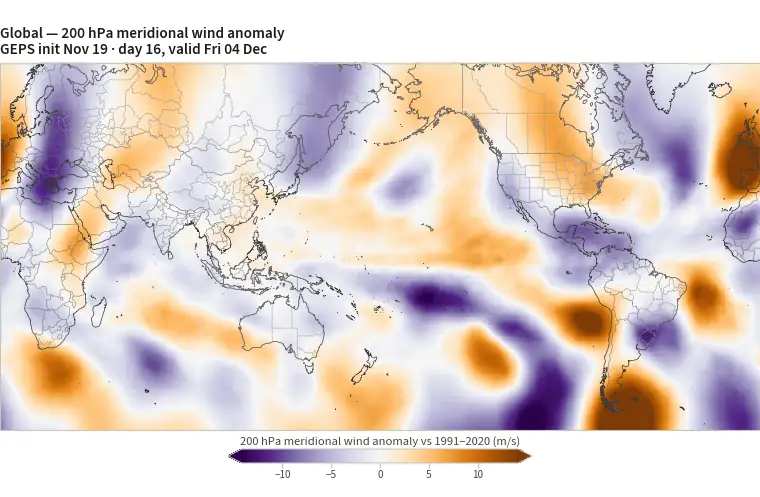 Global — 200 hPa meridional wind anomaly
GEPS init Nov 19 · day 16, valid Fri 04 Dec
200 hPa meridional wind anomaly vs 1991–2020 (m/s)
−10 −5 0 5 10